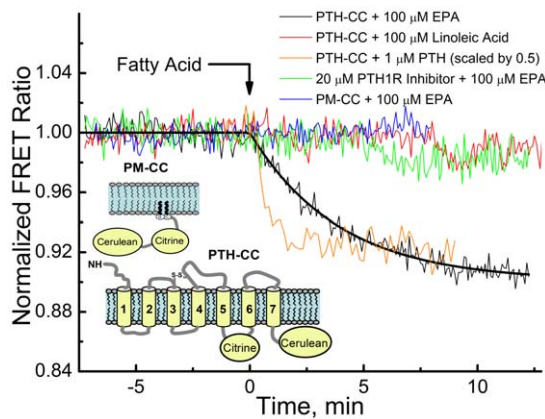 PTH-CC + 100 μM EPA
PTH-CC + 100 μM Linoleic Acid
PTH-CC + 1 μM PTH (scaled by 0.5)
20 μM PTH1R Inhibitor + 100 μM EPA
PM-CC + 100 μM EPA
Fatty Acid
Normalized FRET Ratio
1.04
1.00
0.96
0.92
0.88
0.84
PM-CC
Cerulean
Citrine
PTH-CC
NH
S-S
1 2 3 4 5 6 7
Citrine
Cerulean
-5 0 5 10
Time, min